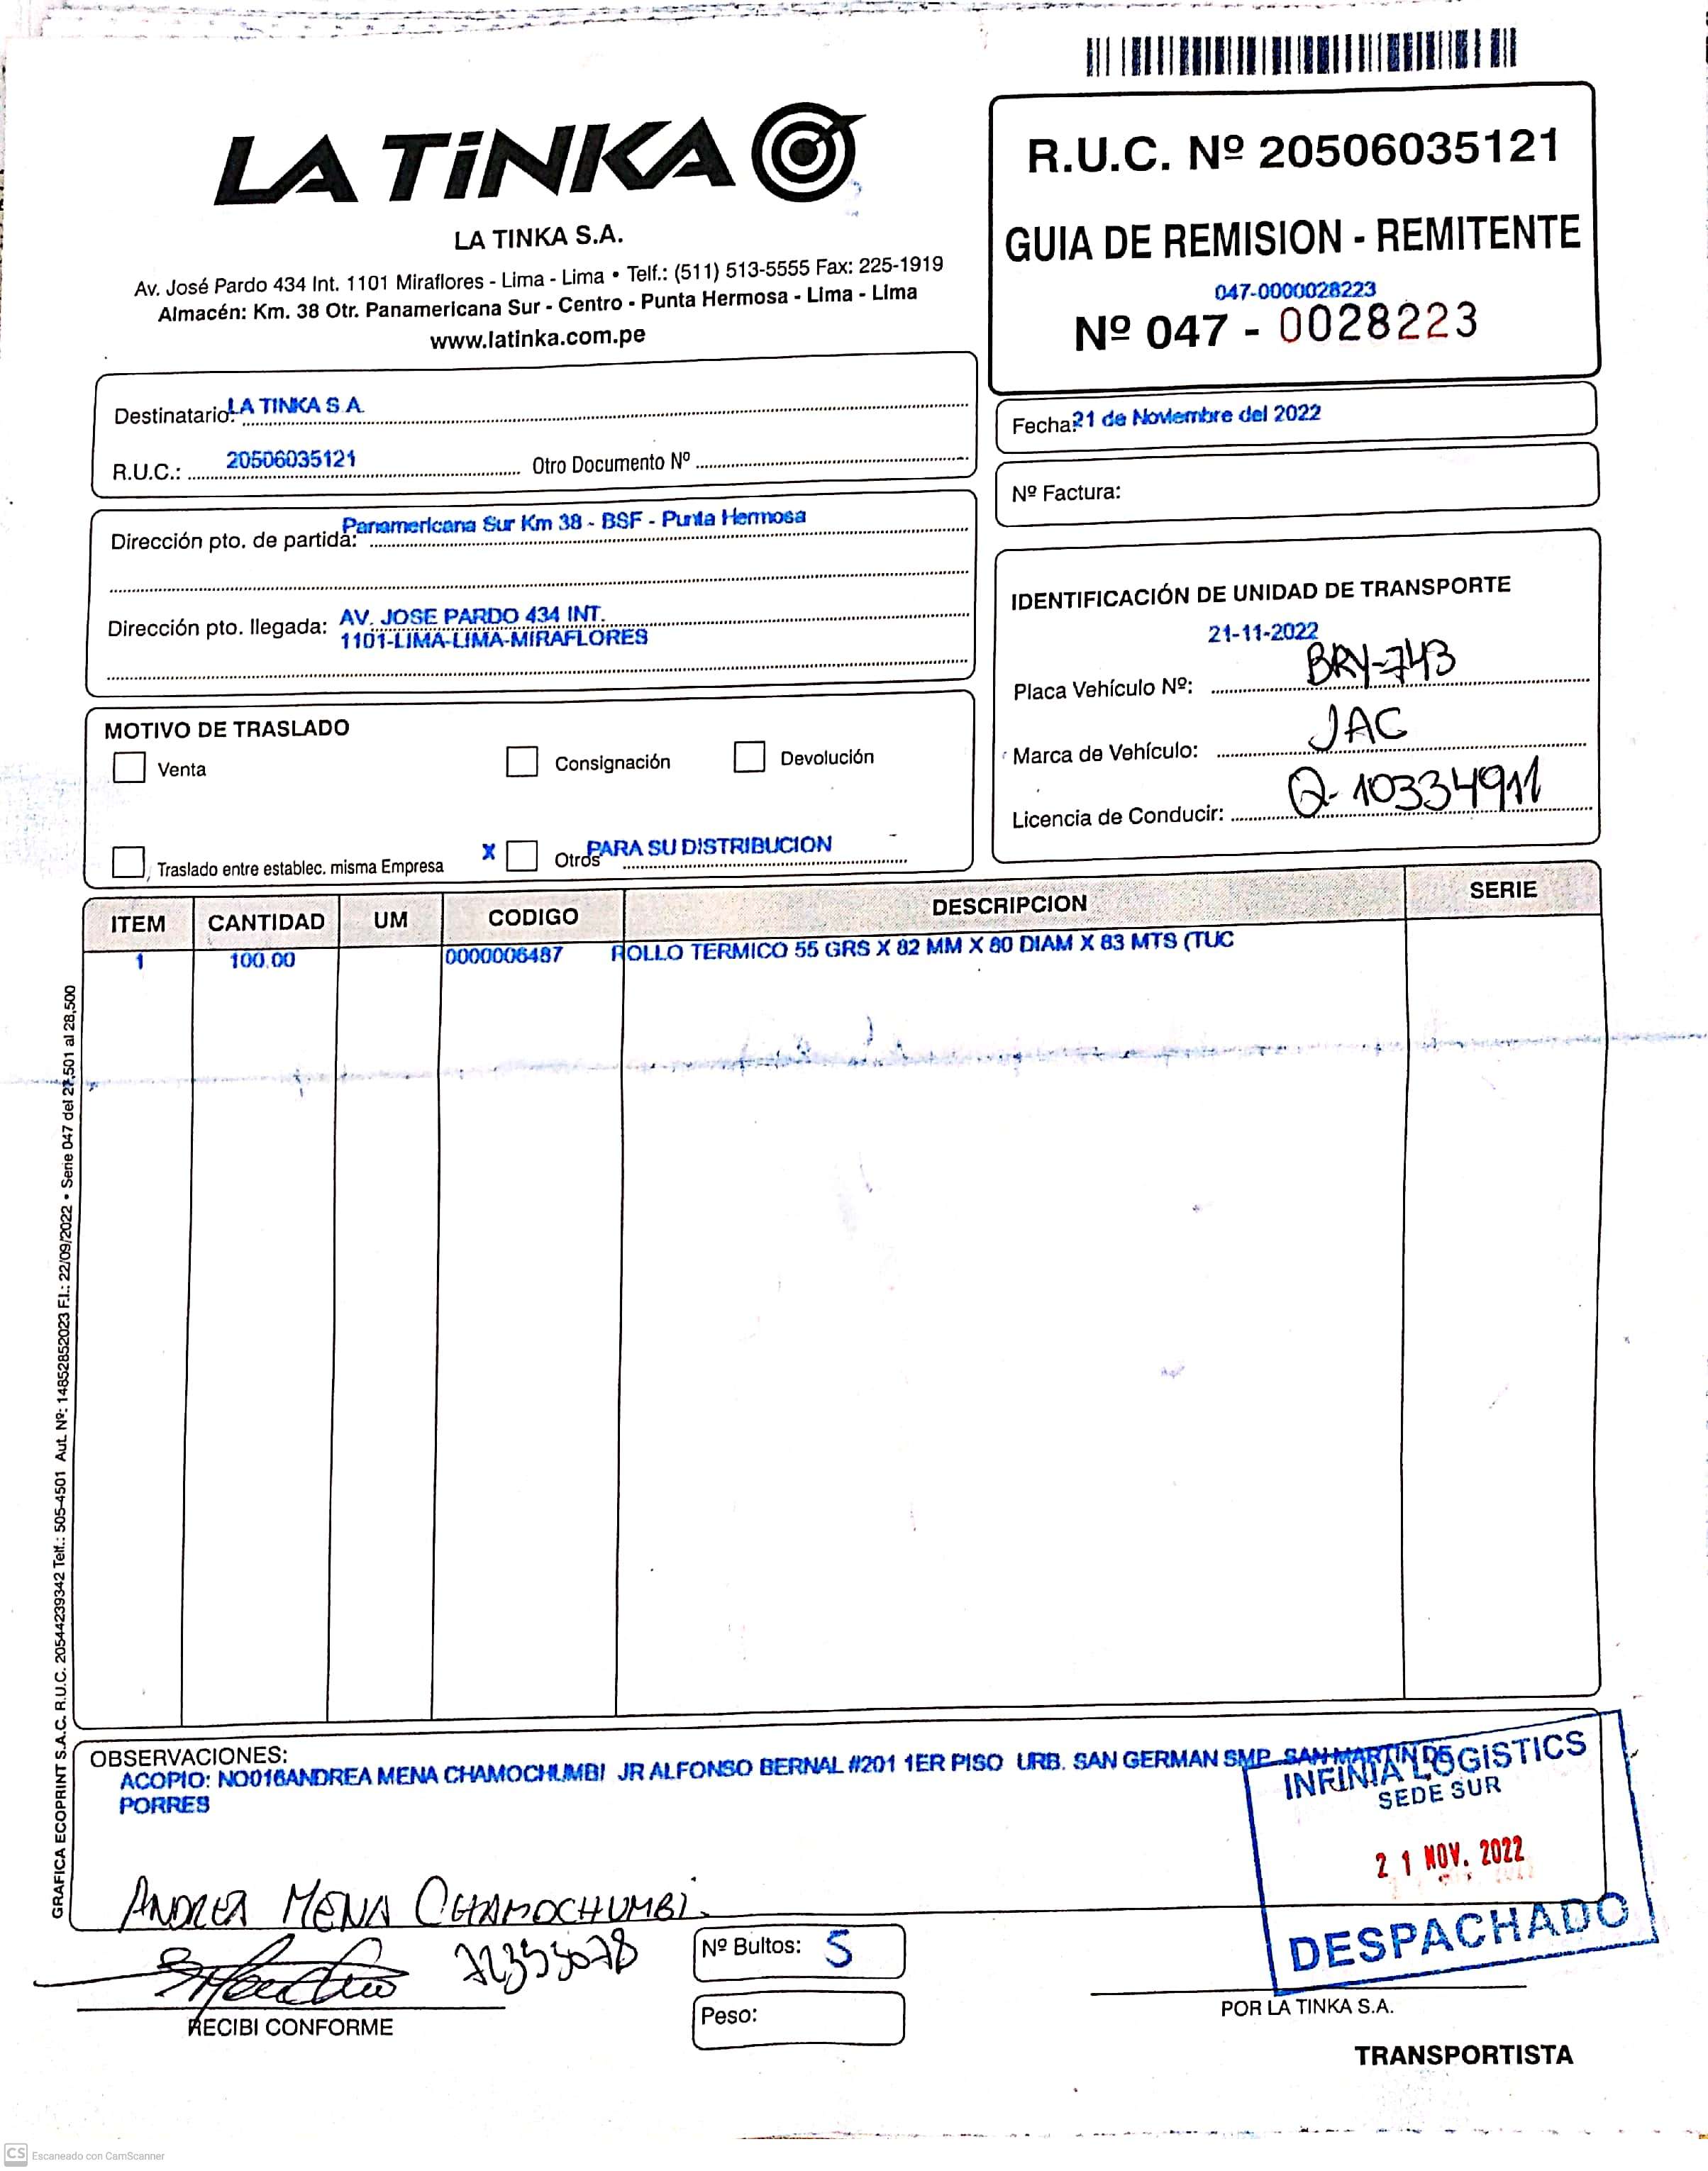 LA TiNKA
LA TINKA S.A.
Av. José Pardo 434 Int. 1101 Miraflores - Lima - Lima • Telf.: (511) 513-5555 Fax: 225-1919
Almacén: Km. 38 Otr. Panamericana Sur - Centro - Punta Hermosa - Lima - Lima
www.latinka.com.pe
R.U.C. Nº 20506035121
GUIA DE REMISION - REMITENTE
047-0000028223
Nº 047 - 0028223
Destinatario: LA TINKA S A
R.U.C.: 20506035121 Otro Documento Nº
Fecha: 21 de Noviembre del 2022
Nº Factura:
Dirección pto. de partida: Panamericana Sur Km 38 - BSF - Punta Hermosa
Dirección pto. llegada: AV. JOSE PARDO 434 INT.
1101-LIMA-LIMA-MIRAFLORES
IDENTIFICACIÓN DE UNIDAD DE TRANSPORTE
21-11-2022
Placa Vehículo Nº: BRY-743
Marca de Vehículo: JAC
Licencia de Conducir: Q-10334911
MOTIVO DE TRASLADO
Venta Consignación Devolución
Traslado entre establec. misma Empresa X Otros PARA SU DISTRIBUCION
ITEM CANTIDAD UM CODIGO DESCRIPCION SERIE
1 100.00 0000006487 ROLLO TERMICO 55 GRS X 82 MM X 80 DIAM X 83 MTS (TUC
GRAFICA ECOPRINT S.A.C. R.U.C. 20544239342 Telf.: 505-4501 Aut. Nº: 14852852023 F.I.: 22/09/2022 • Serie 047 del 27,501 al 28,500
OBSERVACIONES:
ACOPIO: NO016ANDREA MENA CHAMOCHUMBI JR ALFONSO BERNAL #201 1ER PISO URB. SAN GERMAN SMP SAN MARTIN DE
PORRES
INFINIA LOGISTICS
SEDE SUR
21 NOV. 2022
DESPACHADO
ANDREA MENA CHAMOCHUMBI.
72353078
RECIBI CONFORME
Nº Bultos: 5
Peso:
POR LA TINKA S.A.
TRANSPORTISTA
CS Escaneado con CamScanner